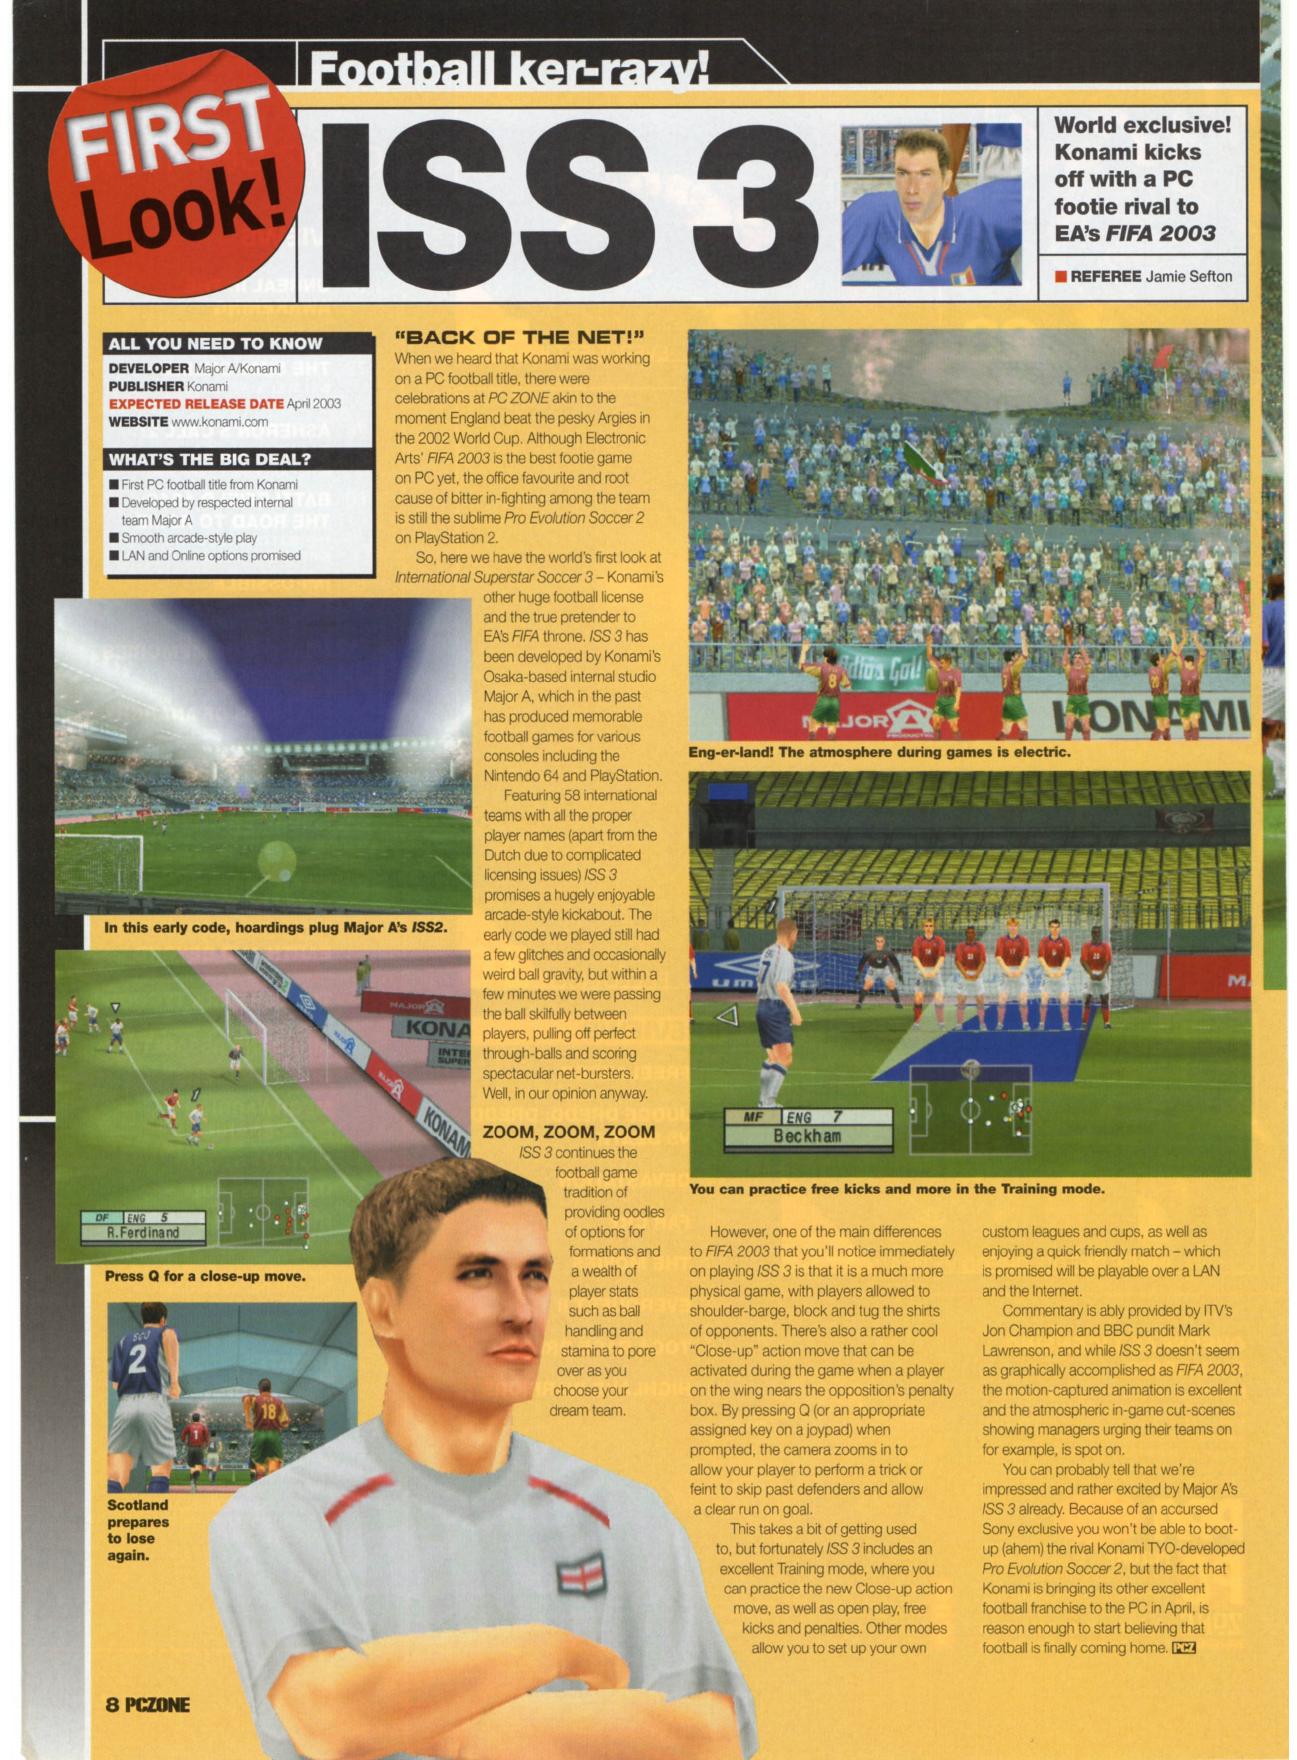 Football ker-razy!
FIRST
Look!
ISS 3
World exclusive!
Konami kicks
off with a PC
footie rival to
EA's FIFA 2003
■ REFEREE Jamie Sefton
ALL YOU NEED TO KNOW
DEVELOPER Major A/Konami
PUBLISHER Konami
EXPECTED RELEASE DATE April 2003
WEBSITE www.konami.com
WHAT'S THE BIG DEAL?
■ First PC football title from Konami
■ Developed by respected internal
team Major A
■ Smooth arcade-style play
■ LAN and Online options promised
"BACK OF THE NET!"
When we heard that Konami was working
on a PC football title, there were
celebrations at PC ZONE akin to the
moment England beat the pesky Argies in
the 2002 World Cup. Although Electronic
Arts' FIFA 2003 is the best footie game
on PC yet, the office favourite and root
cause of bitter in-fighting among the team
is still the sublime Pro Evolution Soccer 2
on PlayStation 2.
So, here we have the world's first look at
International Superstar Soccer 3 – Konami's
other huge football license
and the true pretender to
EA's FIFA throne. ISS 3 has
been developed by Konami's
Osaka-based internal studio
Major A, which in the past
has produced memorable
football games for various
consoles including the
Nintendo 64 and PlayStation.
Featuring 58 international
teams with all the proper
player names (apart from the
Dutch due to complicated
licensing issues) ISS 3
promises a hugely enjoyable
arcade-style kickabout. The
early code we played still had
a few glitches and occasionally
weird ball gravity, but within a
few minutes we were passing
the ball skilfully between
players, pulling off perfect
through-balls and scoring
spectacular net-bursters.
Well, in our opinion anyway.
ZOOM, ZOOM, ZOOM
ISS 3 continues the
football game
tradition of
providing oodles
of options for
formations and
a wealth of
player stats
such as ball
handling and
stamina to pore
over as you
choose your
dream team.
In this early code, hoardings plug Major A's ISS2.
MAJOR A
KONA
INTE
SUPER
MAJOR A
KONAM
DF ENG 5
R.Ferdinand
Press Q for a close-up move.
SCJ
2
1
18
Scotland
prepares
to lose
again.
Adios Gol!
8
7
20
MAJOR A
PRODUCTION
KONAMI
Eng-er-land! The atmosphere during games is electric.
umbro
7
MA
MF ENG 7
Beckham
You can practice free kicks and more in the Training mode.
However, one of the main differences
to FIFA 2003 that you'll notice immediately
on playing ISS 3 is that it is a much more
physical game, with players allowed to
shoulder-barge, block and tug the shirts
of opponents. There's also a rather cool
"Close-up" action move that can be
activated during the game when a player
on the wing nears the opposition's penalty
box. By pressing Q (or an appropriate
assigned key on a joypad) when
prompted, the camera zooms in to
allow your player to perform a trick or
feint to skip past defenders and allow
a clear run on goal.
This takes a bit of getting used
to, but fortunately ISS 3 includes an
excellent Training mode, where you
can practice the new Close-up action
move, as well as open play, free
kicks and penalties. Other modes
allow you to set up your own
custom leagues and cups, as well as
enjoying a quick friendly match – which
is promised will be playable over a LAN
and the Internet.
Commentary is ably provided by ITV's
Jon Champion and BBC pundit Mark
Lawrenson, and while ISS 3 doesn't seem
as graphically accomplished as FIFA 2003,
the motion-captured animation is excellent
and the atmospheric in-game cut-scenes
showing managers urging their teams on
for example, is spot on.
You can probably tell that we're
impressed and rather excited by Major A's
ISS 3 already. Because of an accursed
Sony exclusive you won't be able to boot-
up (ahem) the rival Konami TYO-developed
Pro Evolution Soccer 2, but the fact that
Konami is bringing its other excellent
football franchise to the PC in April, is
reason enough to start believing that
football is finally coming home. PCZ
8 PCZONE